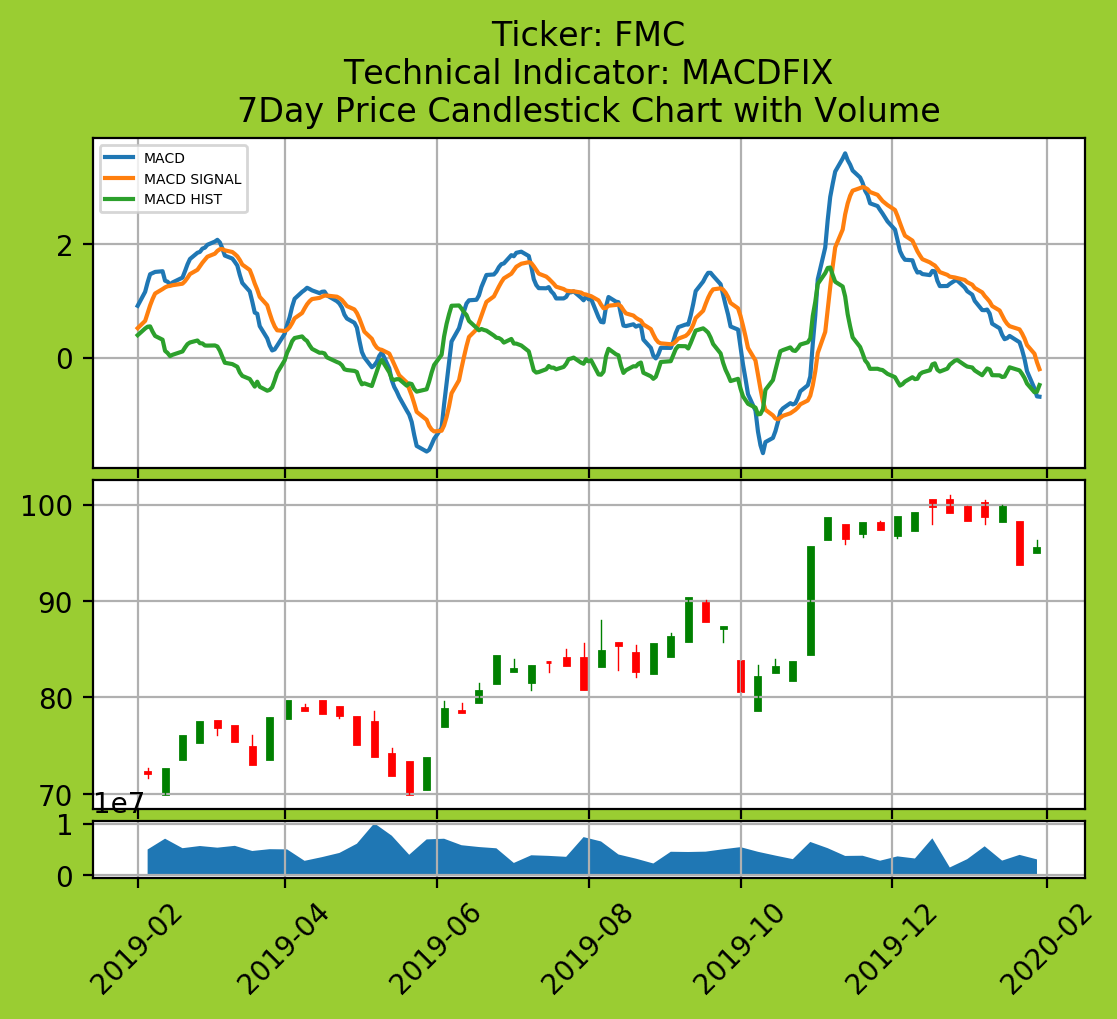 Ticker: FMC
Technical Indicator: MACDFIX
7Day Price Candlestick Chart with Volume
MACD
MACD SIGNAL
MACD HIST
2
0
100
90
80
70
1e7
1
0
2019-02
2019-04
2019-06
2019-08
2019-10
2019-12
2020-02